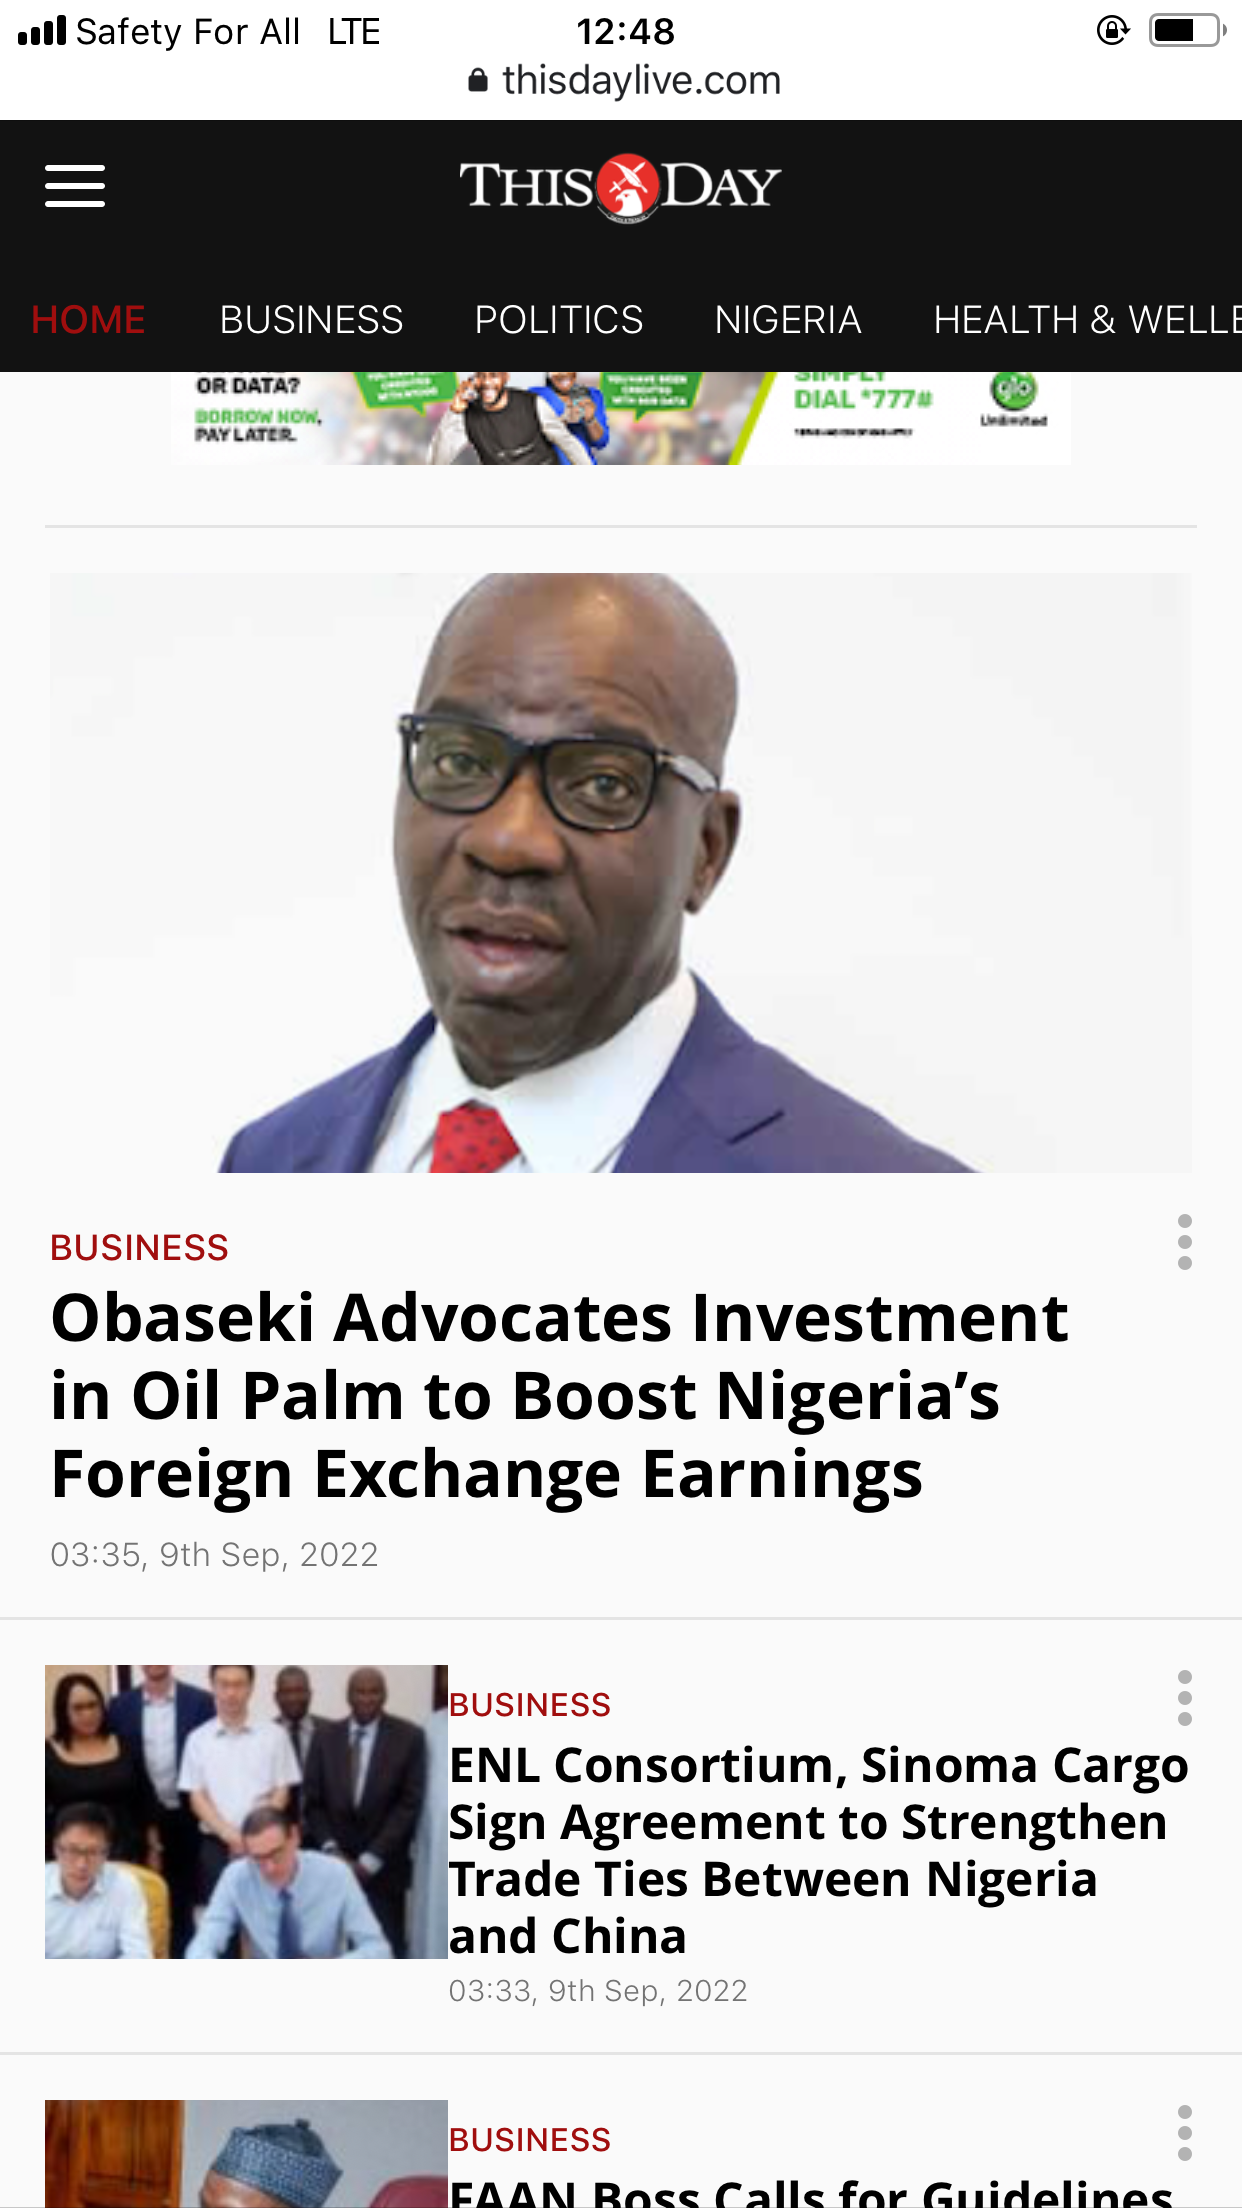 Safety For All LTE 12:48
thisdaylive.com
THISDAY
HOME BUSINESS POLITICS NIGERIA HEALTH & WELLE
OR DATA?
BORROW NOW,
PAY LATER.
SIMPLY
DIAL *777#
glo
Unlimited
BUSINESS
Obaseki Advocates Investment
in Oil Palm to Boost Nigeria’s
Foreign Exchange Earnings
03:35, 9th Sep, 2022
BUSINESS
ENL Consortium, Sinoma Cargo
Sign Agreement to Strengthen
Trade Ties Between Nigeria
and China
03:33, 9th Sep, 2022
BUSINESS
FAAN Boss Calls for Guidelines